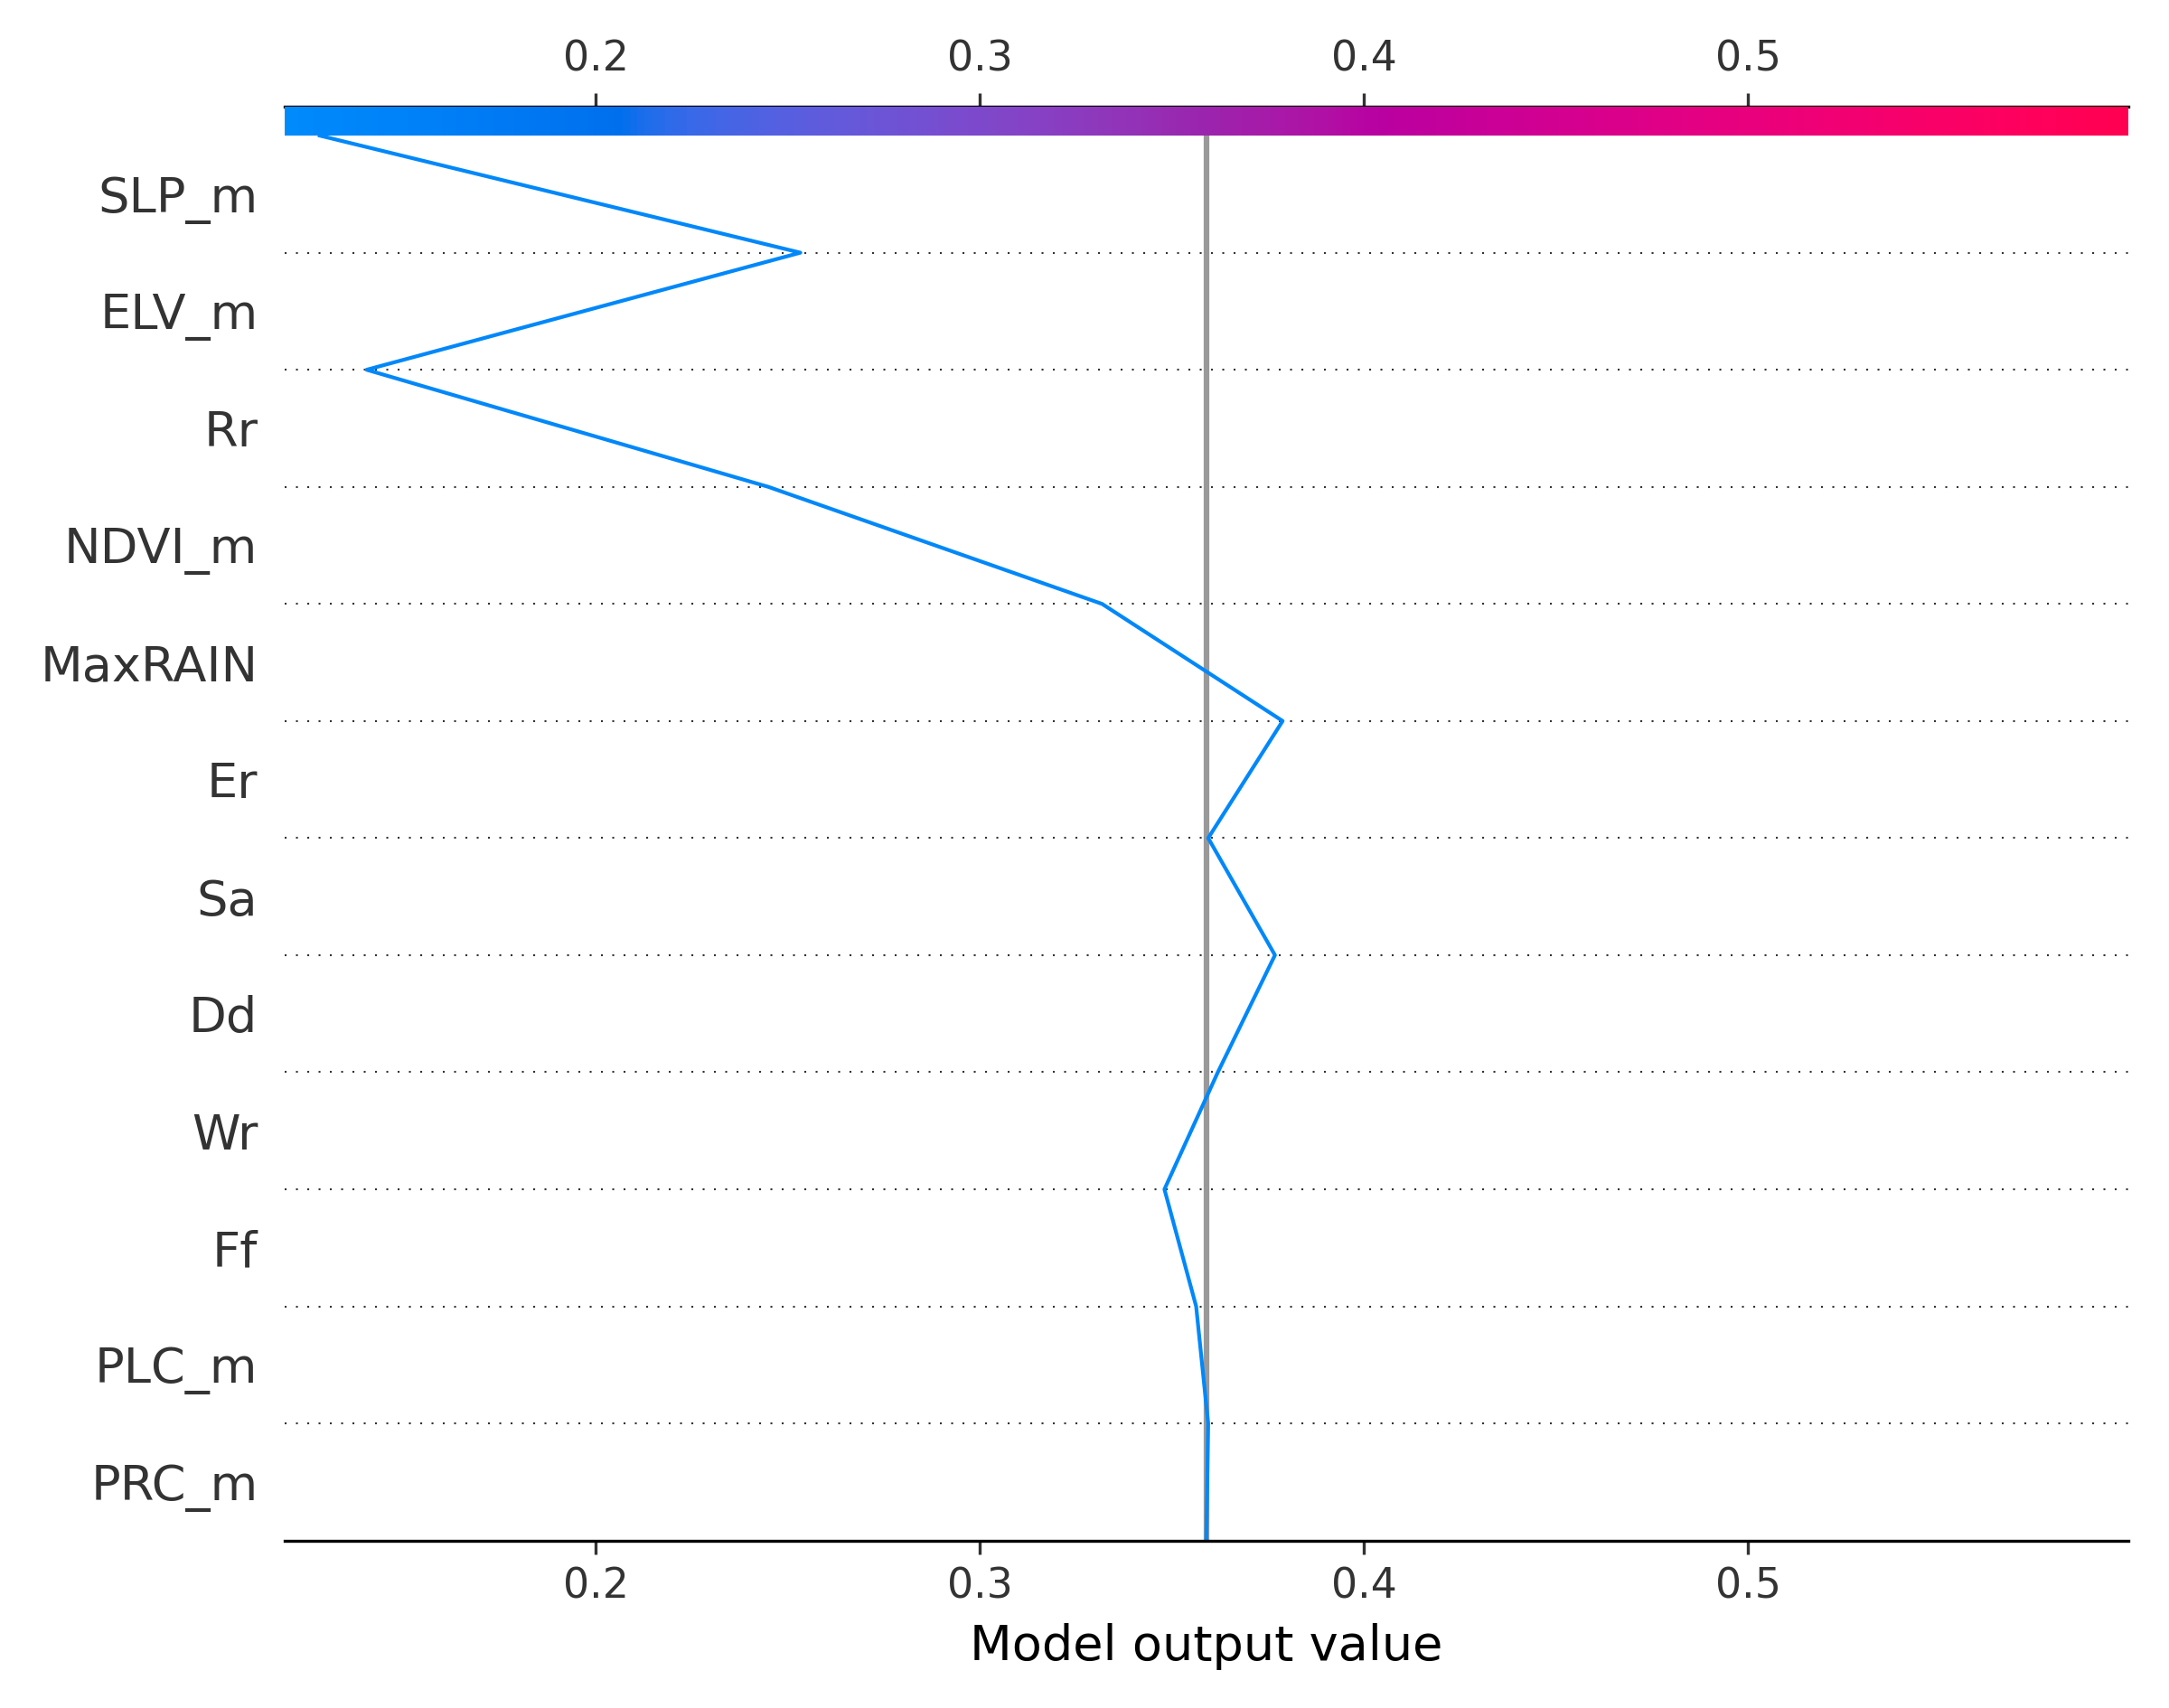 0.2 0.3 0.4 0.5
SLP_m
ELV_m
Rr
NDVI_m
MaxRAIN
Er
Sa
Dd
Wr
Ff
PLC_m
PRC_m
0.2 0.3 0.4 0.5
Model output value